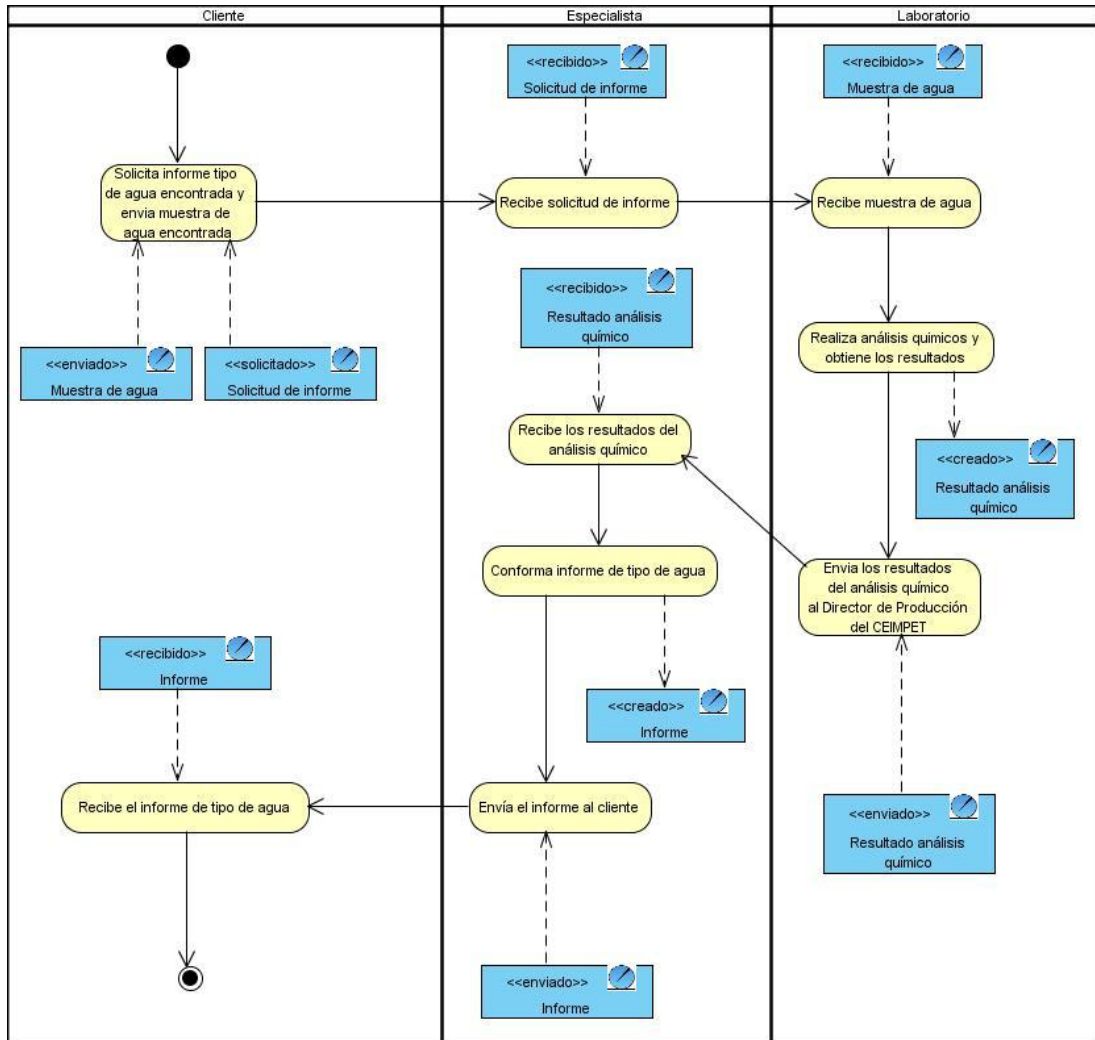 Cliente
Especialista
Laboratorio
<<recibido>>
Solicitud de informe
<<recibido>>
Muestra de agua
Solicita informe tipo
de agua encontrada y
envia muestra de
agua encontrada
Recibe solicitud de informe
Recibe muestra de agua
<<enviado>>
Muestra de agua
<<solicitado>>
Solicitud de informe
<<recibido>>
Resultado análisis
químico
Realiza análisis quimicos y
obtiene los resultados
Recibe los resultados del
análisis químico
<<creado>>
Resultado análisis
químico
Conforma informe de tipo de agua
Envia los resultados
del análisis químico
al Director de Producción
del CEIMPET
<<recibido>>
Informe
<<creado>>
Informe
Recibe el informe de tipo de agua
Envía el informe al cliente
<<enviado>>
Resultado análisis
químico
<<enviado>>
Informe